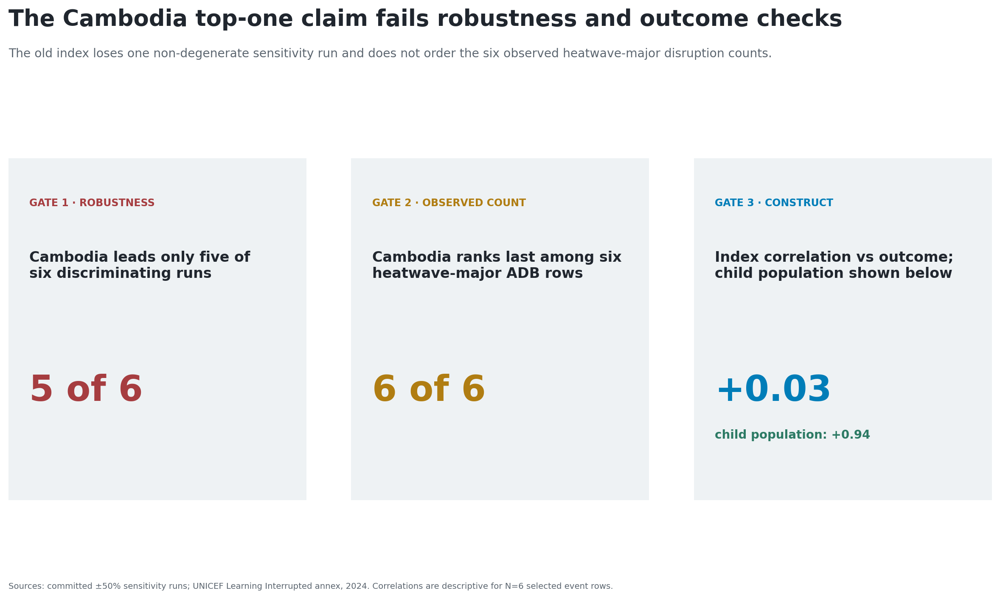 The Cambodia top-one claim fails robustness and outcome checks
The old index loses one non-degenerate sensitivity run and does not order the six observed heatwave-major disruption counts.
GATE 1 · ROBUSTNESS
Cambodia leads only five of
six discriminating runs
5 of 6
GATE 2 · OBSERVED COUNT
Cambodia ranks last among six
heatwave-major ADB rows
6 of 6
GATE 3 · CONSTRUCT
Index correlation vs outcome;
child population shown below
+0.03
child population: +0.94
Sources: committed ±50% sensitivity runs; UNICEF Learning Interrupted annex, 2024. Correlations are descriptive for N=6 selected event rows.